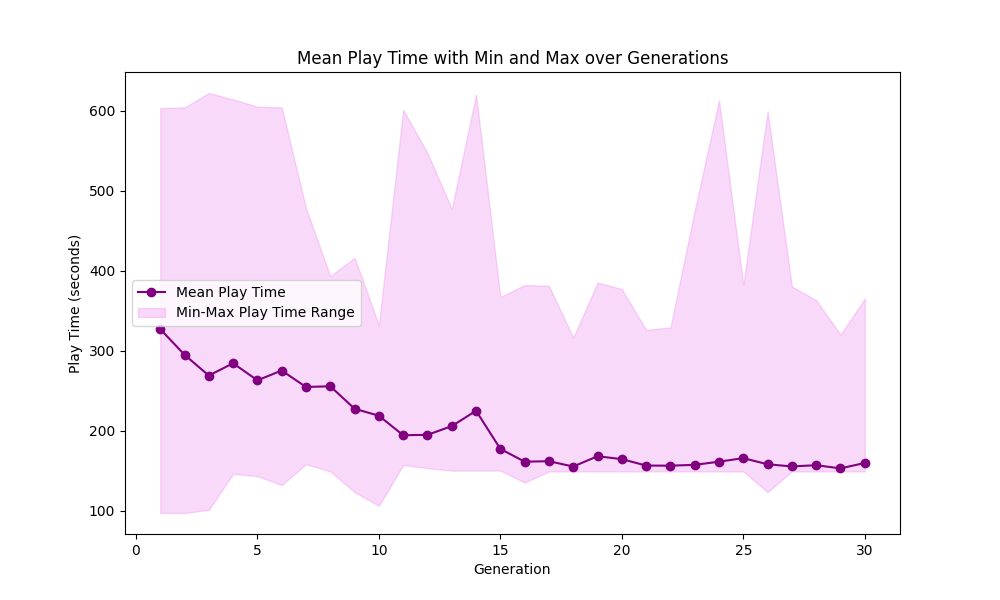 Mean Play Time with Min and Max over Generations
600
500
400
300
200
100
Play Time (seconds)
Mean Play Time
Min-Max Play Time Range
0
5
10
15
20
25
30
Generation